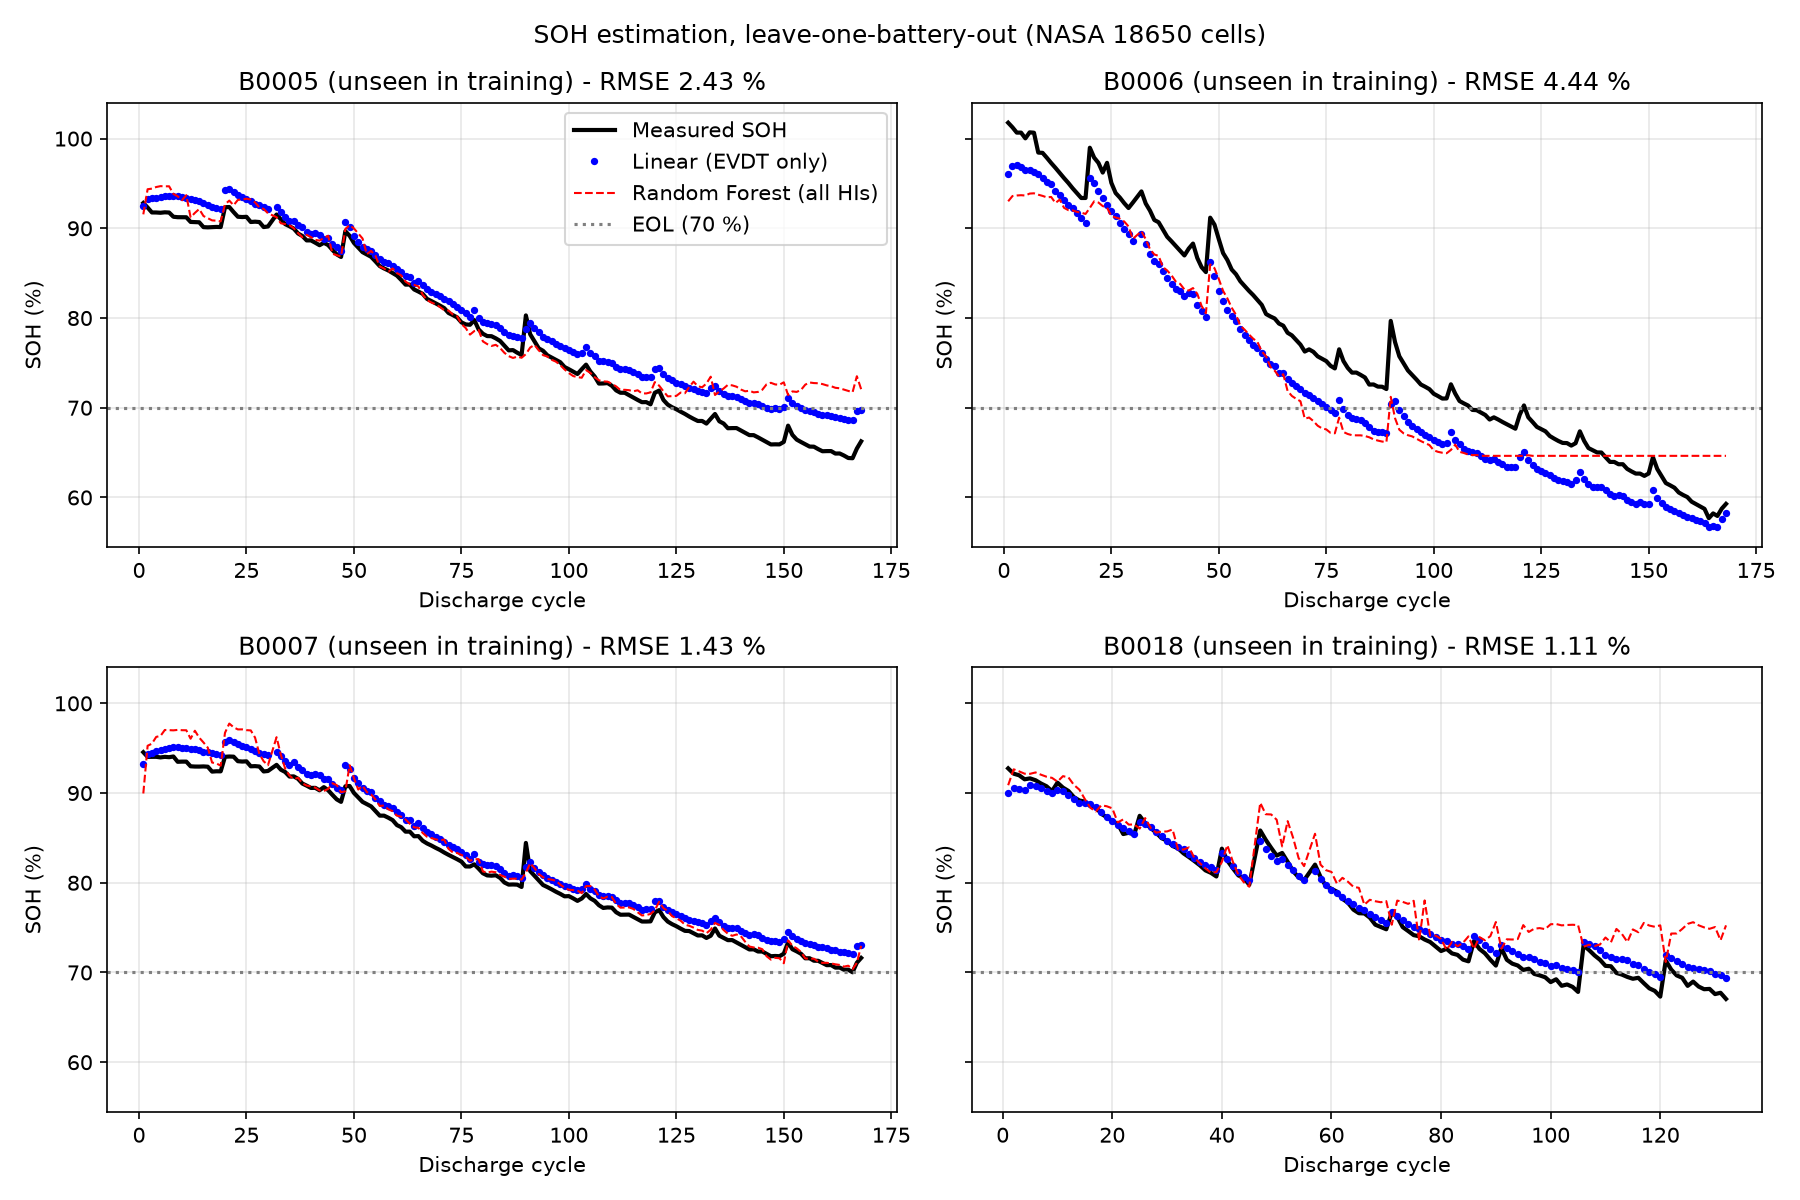 SOH estimation, leave-one-battery-out (NASA 18650 cells)
B0005 (unseen in training) - RMSE 2.43 %
Measured SOH
Linear (EVDT only)
Random Forest (all HIs)
EOL (70 %)
SOH (%)
100
90
80
70
60
0 25 50 75 100 125 150 175
Discharge cycle
B0006 (unseen in training) - RMSE 4.44 %
SOH (%)
0 25 50 75 100 125 150 175
Discharge cycle
B0007 (unseen in training) - RMSE 1.43 %
SOH (%)
100
90
80
70
60
0 25 50 75 100 125 150 175
Discharge cycle
B0018 (unseen in training) - RMSE 1.11 %
SOH (%)
0 20 40 60 80 100 120
Discharge cycle